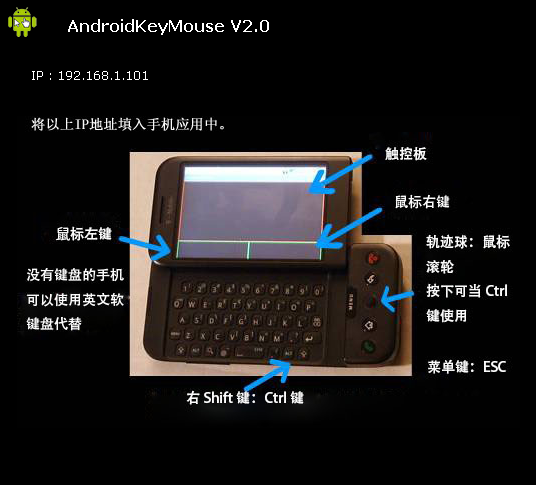 AndroidKeyMouse V2.0
IP : 192.168.1.101
将以上IP地址填入手机应用中。
触控板
鼠标右键
鼠标左键
轨迹球：鼠标
滚轮
按下可当 Ctrl
键使用
没有键盘的手机
可以使用英文软
键盘代替
MENU
菜单键：ESC
右 Shift 键：Ctrl 键